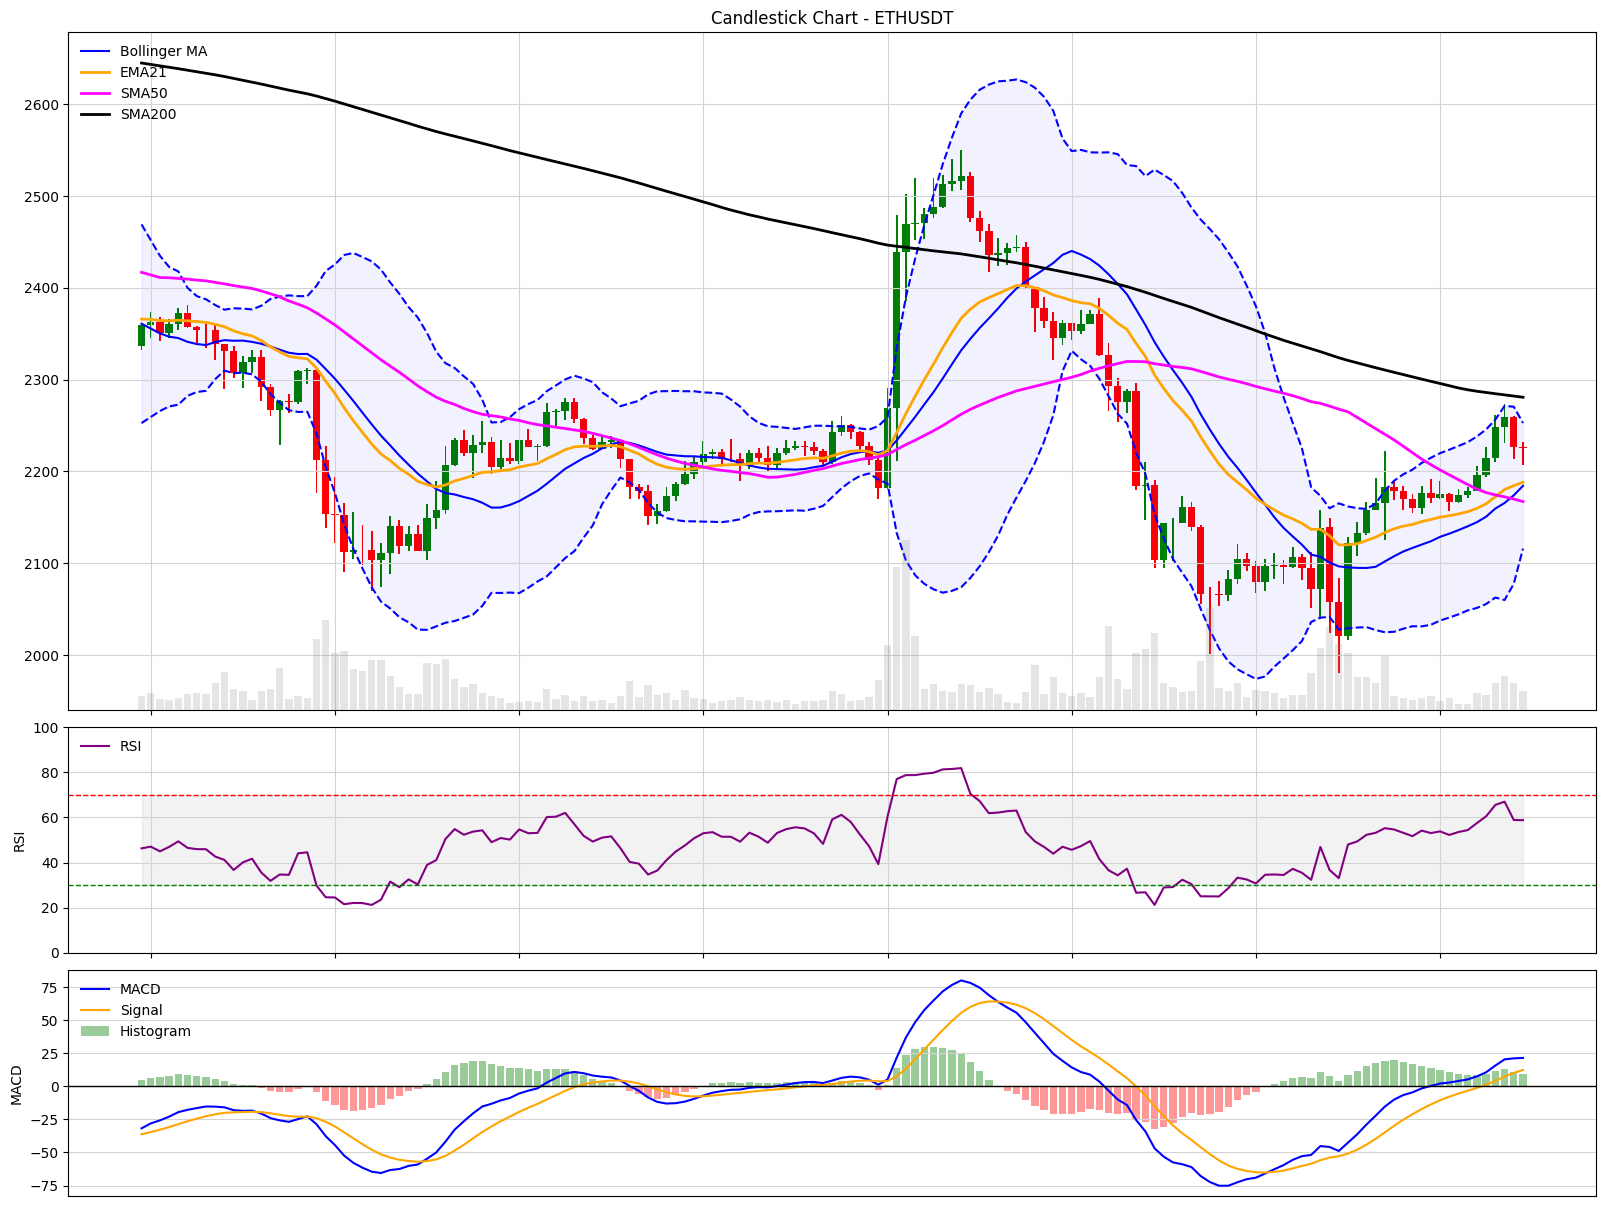 Candlestick Chart - ETHUSDT
Bollinger MA
EMA21
SMA50
SMA200
2600
2500
2400
2300
2200
2100
2000
RSI
100
80
60
40
20
0
RSI
MACD
Signal
Histogram
75
50
25
0
−25
−50
−75
MACD